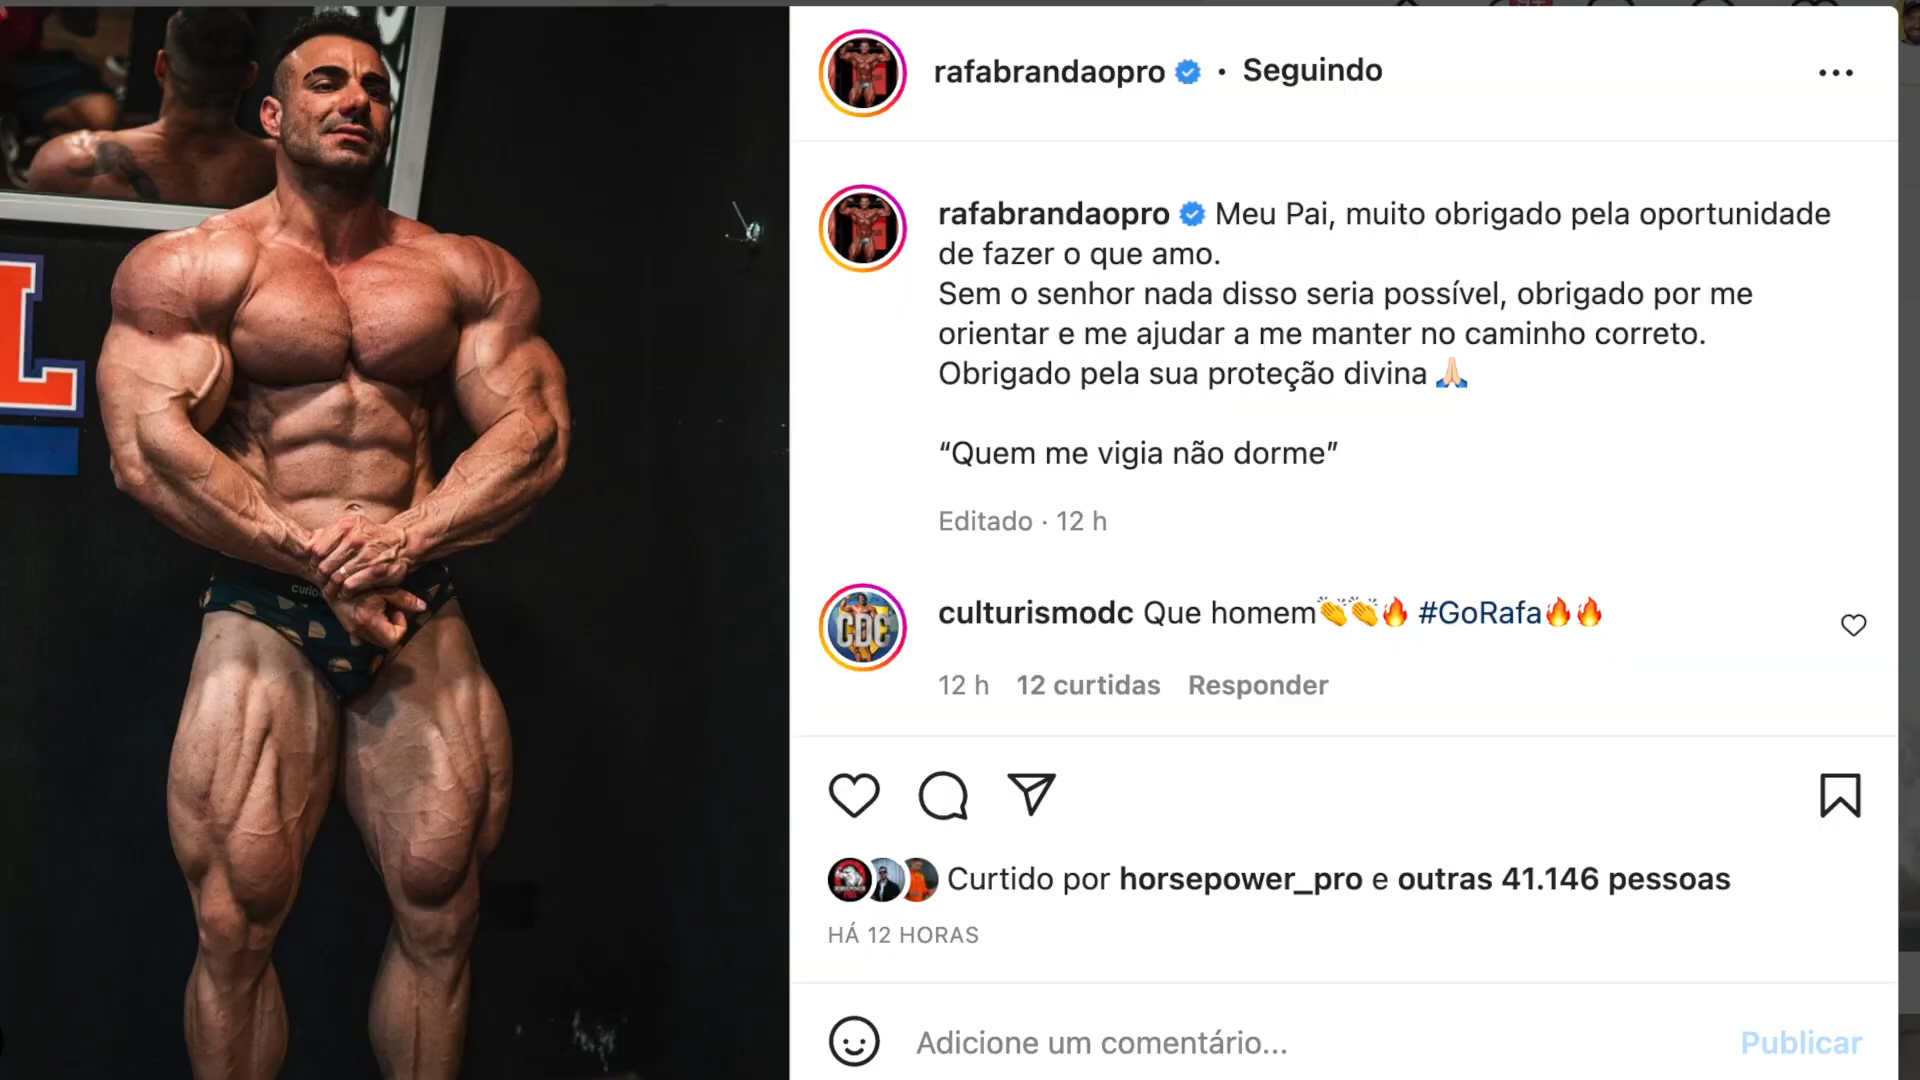 rafabrandaopro • Seguindo
rafabrandaopro Meu Pai, muito obrigado pela oportunidade
de fazer o que amo.
Sem o senhor nada disso seria possível, obrigado por me
orientar e me ajudar a me manter no caminho correto.
Obrigado pela sua proteção divina 🙏🏻
“Quem me vigia não dorme”
Editado · 12 h
culturismodc Que homem👏👏🔥 #GoRafa🔥🔥
12 h 12 curtidas Responder
Curtido por horsepower_pro e outras 41.146 pessoas
HÁ 12 HORAS
Adicione um comentário...
Publicar
CDC
L